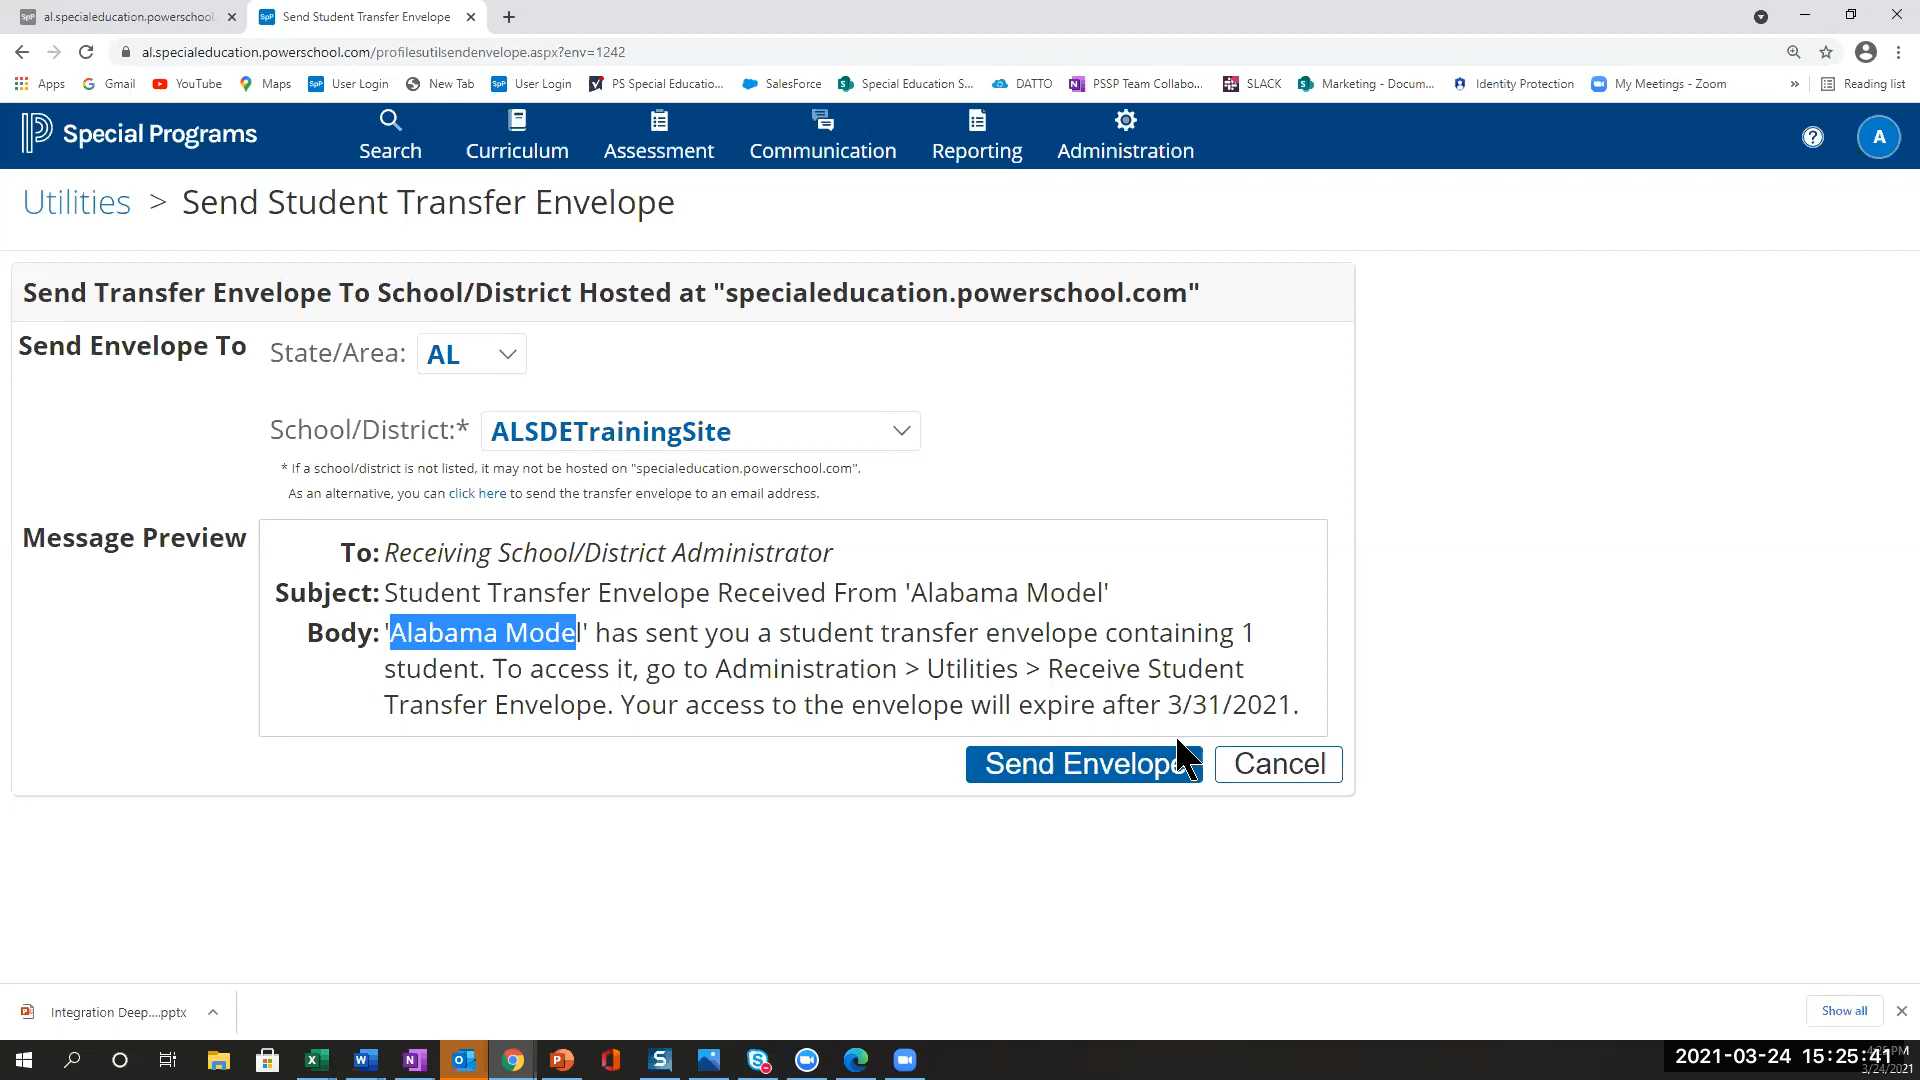 al.specialeducation.powerschool.
Send Student Transfer Envelope
al.specialeducation.powerschool.com/profilesutilsendenvelope.aspx?env=1242
Apps
Gmail
YouTube
Maps
User Login
New Tab
User Login
PS Special Educatio...
SalesForce
Special Education S...
DATTO
PSSP Team Collabo...
SLACK
Marketing - Docum...
Identity Protection
My Meetings - Zoom
»
Reading list
Special Programs
Search
Curriculum
Assessment
Communication
Reporting
Administration
A
Utilities > Send Student Transfer Envelope
Send Transfer Envelope To School/District Hosted at "specialeducation.powerschool.com"
Send Envelope To
State/Area: AL
School/District:* ALSDETrainingSite
* If a school/district is not listed, it may not be hosted on "specialeducation.powerschool.com".
As an alternative, you can click here to send the transfer envelope to an email address.
Message Preview
To: Receiving School/District Administrator
Subject: Student Transfer Envelope Received From 'Alabama Model'
Body: 'Alabama Model' has sent you a student transfer envelope containing 1
student. To access it, go to Administration > Utilities > Receive Student
Transfer Envelope. Your access to the envelope will expire after 3/31/2021.
Send Envelope
Cancel
Integration Deep....pptx
Show all
2021-03-24 15:25:41
3/24/2021